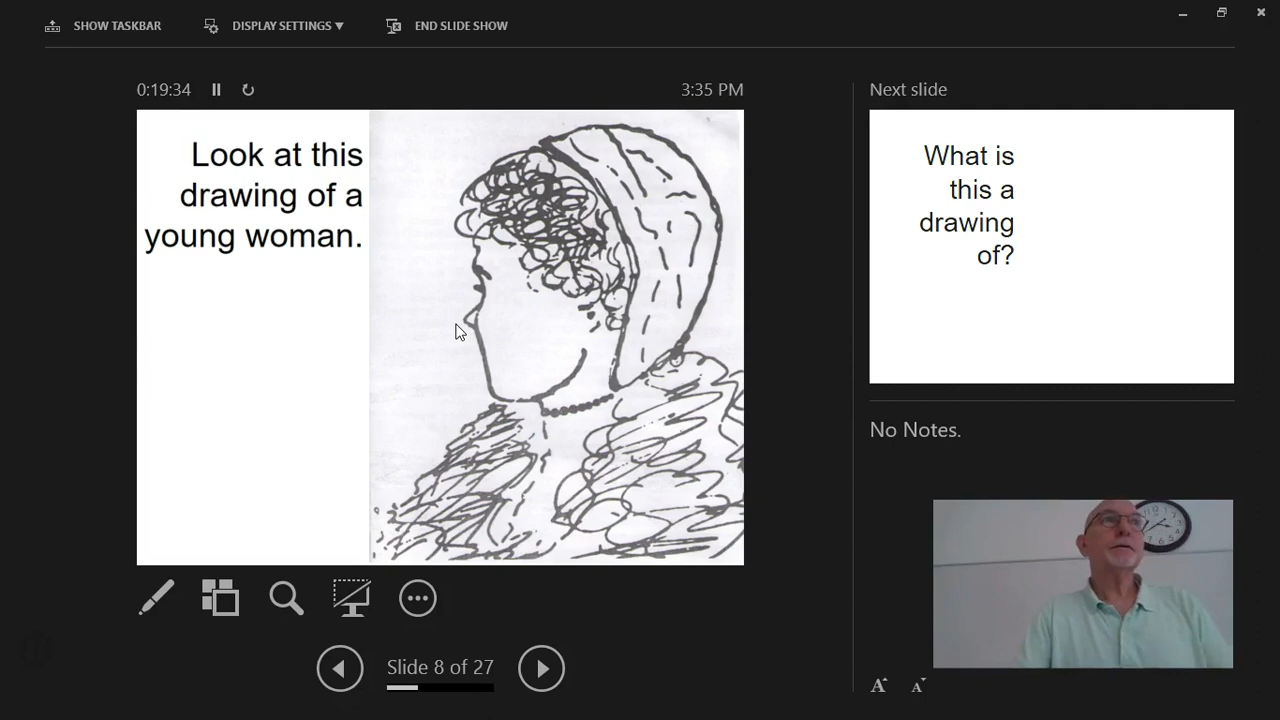 SHOW TASKBAR
DISPLAY SETTINGS ▼
END SLIDE SHOW
0:19:34
3:35 PM
Look at this
drawing of a
young woman.
Slide 8 of 27
Next slide
What is
this a
drawing
of?
No Notes.
A A